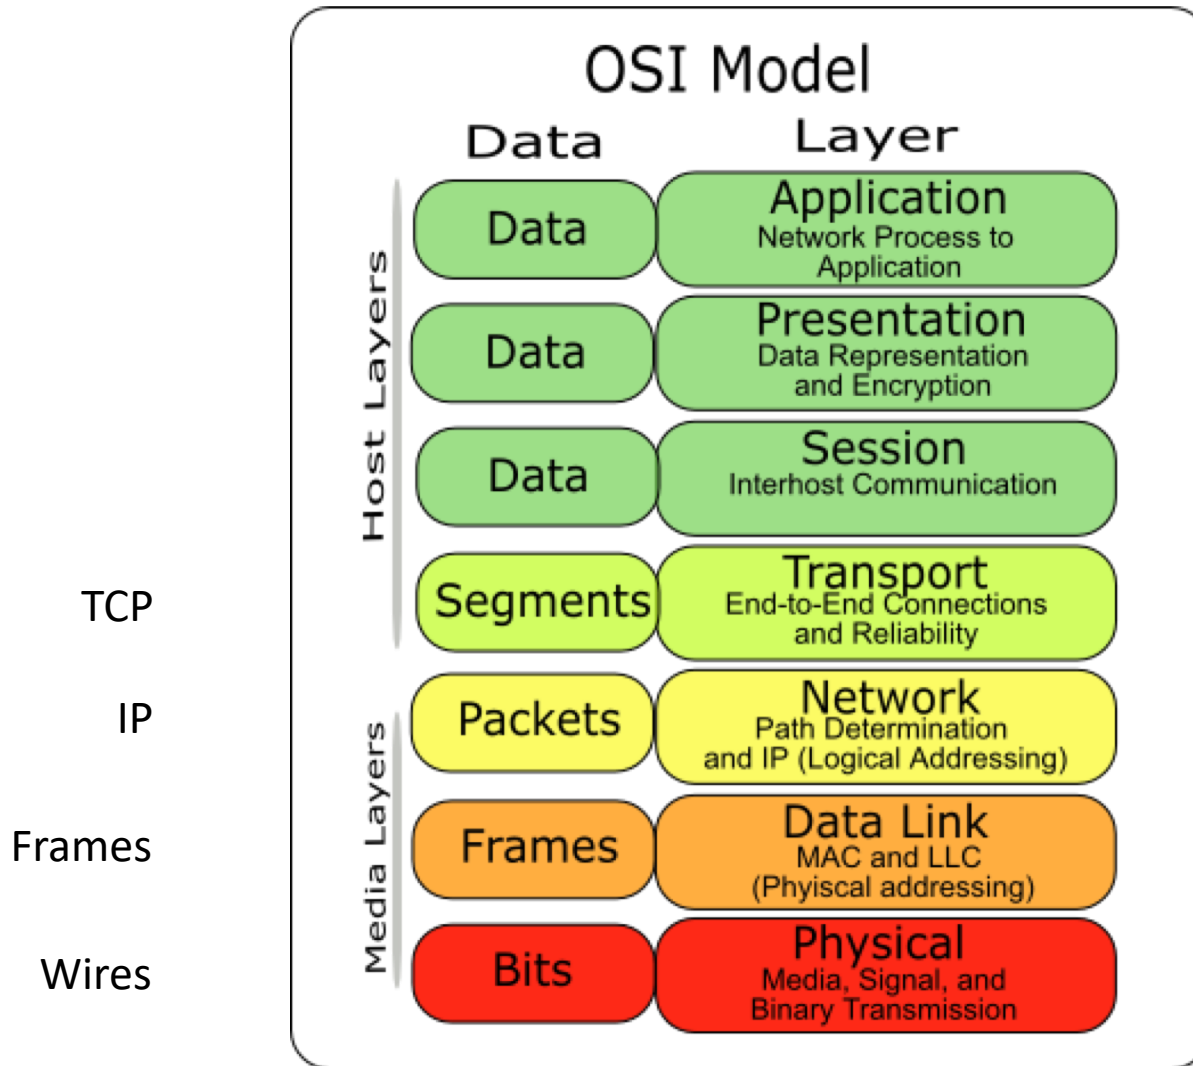 OSI Model
Data
Layer
Host Layers
Data
Application
Network Process to
Application
Data
Presentation
Data Representation
and Encryption
Data
Session
Interhost Communication
TCP
Segments
Transport
End-to-End Connections
and Reliability
Media Layers
IP
Packets
Network
Path Determination
and IP (Logical Addressing)
Frames
Frames
Data Link
MAC and LLC
(Phyiscal addressing)
Wires
Bits
Physical
Media, Signal, and
Binary Transmission